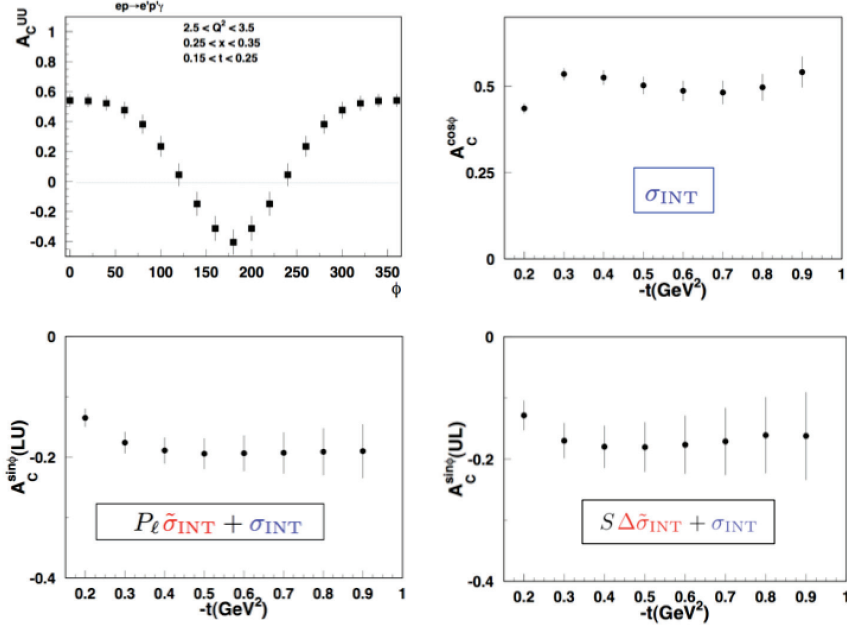 ep→e'p'γ
A_C^UU
2.5 < Q² < 3.5
0.25 < x < 0.35
0.15 < t < 0.25
1
0.8
0.6
0.4
0.2
0
-0.2
-0.4
0 50 100 150 200 250 300 350
ϕ
A_C^cosϕ
0.5
0.25
0
σ_INT
0.2 0.3 0.4 0.5 0.6 0.7 0.8 0.9 1
-t(GeV²)
A_C^sinϕ(LU)
0
-0.2
-0.4
P_ℓ σ̃_INT + σ_INT
0.2 0.3 0.4 0.5 0.6 0.7 0.8 0.9 1
-t(GeV²)
A_C^sinϕ(UL)
0
-0.2
-0.4
S Δσ̃_INT + σ_INT
0.2 0.3 0.4 0.5 0.6 0.7 0.8 0.9 1
-t(GeV²)